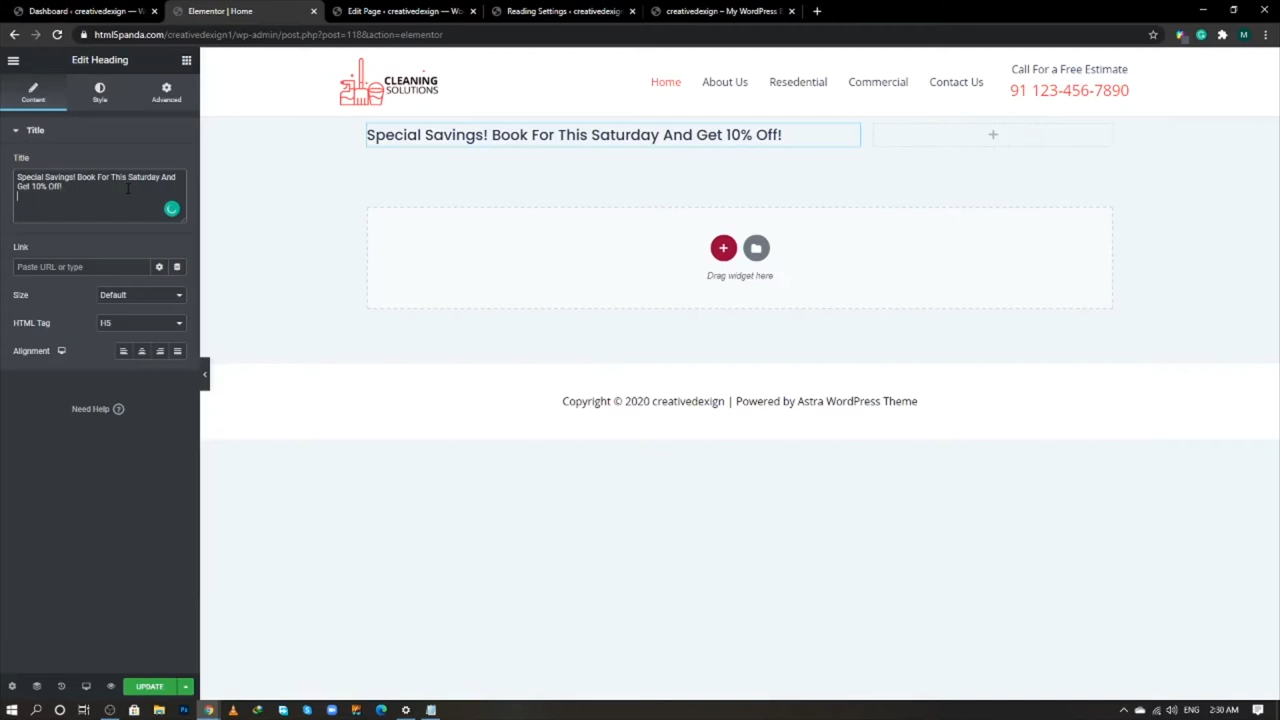 Dashboard ‹ creativedexign — W
Elementor | Home
Edit Page ‹ creativedexign — Wo
Reading Settings ‹ creativedexign
creativedexign – My WordPress B
html5panda.com/creativedexign1/wp-admin/post.php?post=118&action=elementor
M
Edit Heading
Content
Style
Advanced
Title
Title
Special Savings! Book For This Saturday And
Get 10% Off!
Link
Paste URL or type
Size
Default
HTML Tag
H5
Alignment
Need Help
UPDATE
CLEANING
SOLUTIONS
Home
About Us
Resedential
Commercial
Contact Us
Call For a Free Estimate
91 123-456-7890
Special Savings! Book For This Saturday And Get 10% Off!
Drag widget here
Copyright © 2020 creativedexign | Powered by Astra WordPress Theme
ENG
2:30 AM